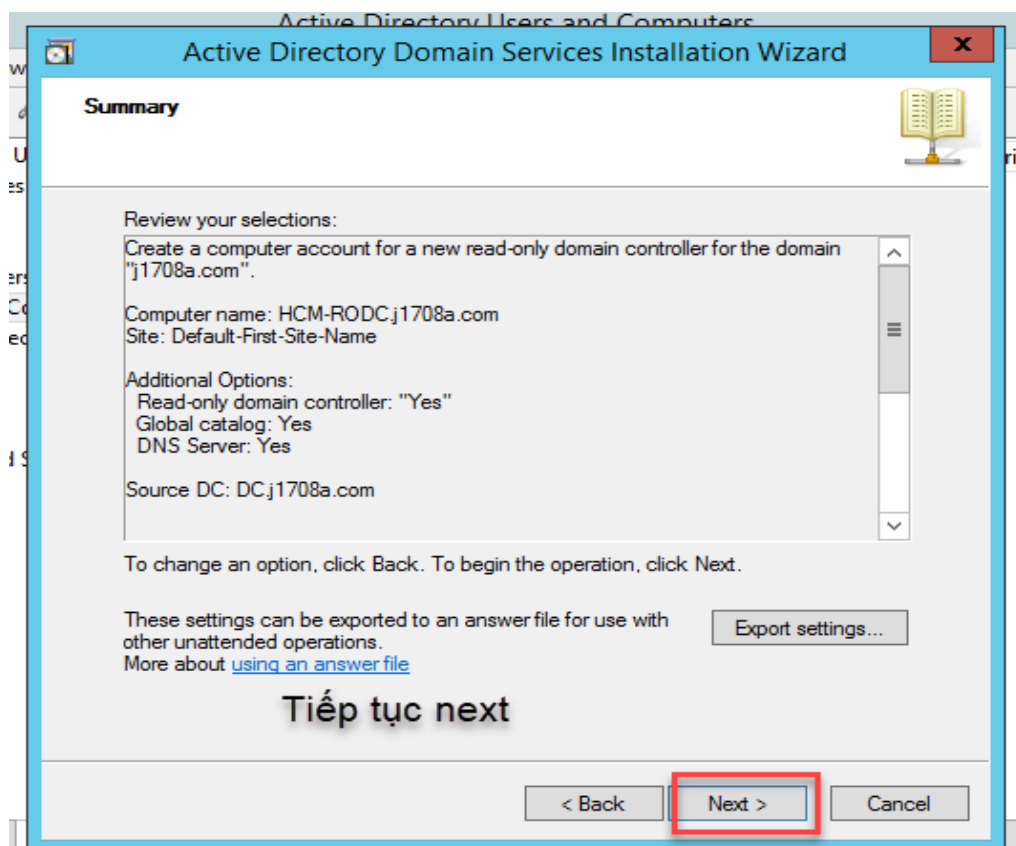 Active Directory Users and Computers
Active Directory Domain Services Installation Wizard
x
Summary
Review your selections:
Create a computer account for a new read-only domain controller for the domain
"j1708a.com".
Computer name: HCM-RODC.j1708a.com
Site: Default-First-Site-Name
Additional Options:
Read-only domain controller: "Yes"
Global catalog: Yes
DNS Server: Yes
Source DC: DC.j1708a.com
To change an option, click Back. To begin the operation, click Next.
These settings can be exported to an answer file for use with
other unattended operations.
More about using an answer file
Export settings...
Tiếp tục next
< Back
Next >
Cancel